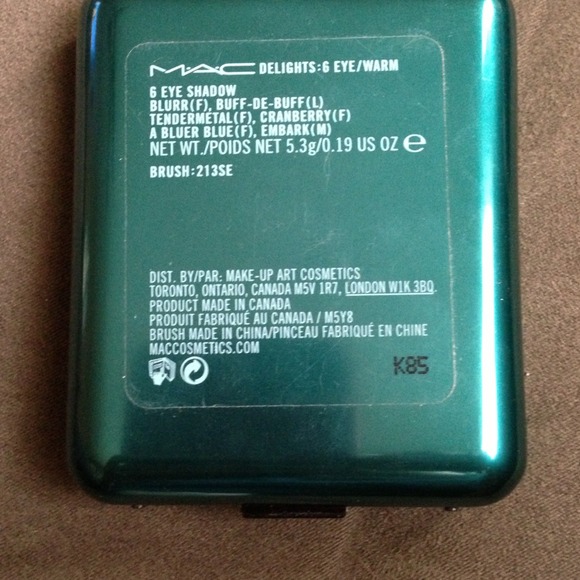 MAC DELIGHTS:6 EYE/WARM
6 EYE SHADOW
BLURR(F), BUFF-DE-BUFF(L)
TENDERMETAL(F), CRANBERRY(F)
A BLUER BLUE(F), EMBARK(M)
NET WT./POIDS NET 5.3g/0.19 US OZ e
BRUSH:213SE
DIST. BY/PAR: MAKE-UP ART COSMETICS
TORONTO, ONTARIO, CANADA M5V 1R7, LONDON W1K 3BQ.
PRODUCT MADE IN CANADA
PRODUIT FABRIQUÉ AU CANADA / M5Y8
BRUSH MADE IN CHINA/PINCEAU FABRIQUÉ EN CHINE
MACCOSMETICS.COM
K85